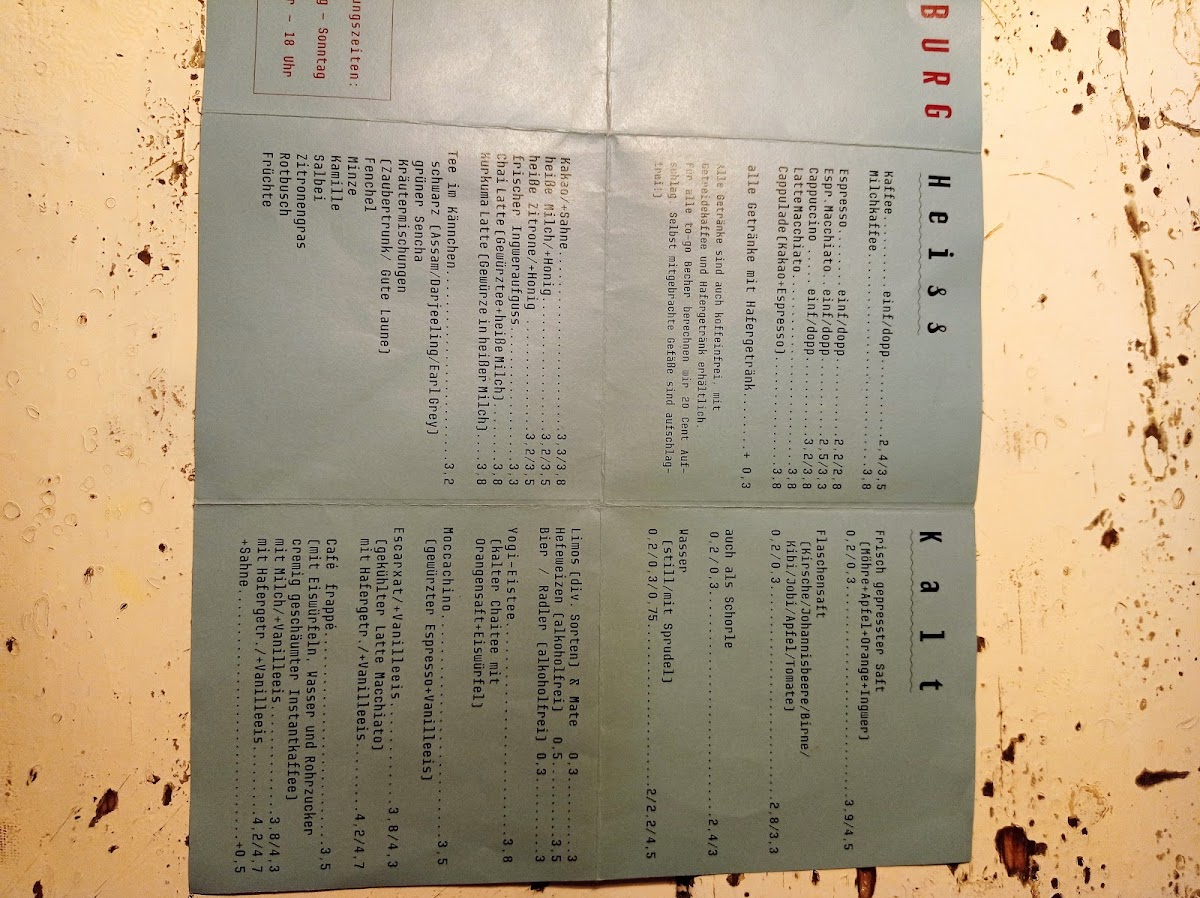 BURG
ungszeiten:
g – Sonntag
r – 18 Uhr
Heiß
Kaffee.......... einf/dopp...........2,4/3,5
Milchkaffee................................3,8
Espresso....... einf/dopp...........2,2/2,8
Espr.Macchiato.. einf/dopp...........2,5/3,3
Cappuccino ..... einf/dopp...........3,2/3,8
LatteMacchiato.............................3,8
Cappulade[Kakao+Espresso]..................3,8
alle Getränke mit Hafergetränk........+ 0,3
Alle Getränke sind auch koffeinfrei, mit
Getreidekaffee und Hafergetränk erhältlich.
Für alle to-go Becher berechnen wir 20 Cent Auf-
schlag. Selbst mitgebrachte Gefäße sind aufschlag-
frei!]
Kakao/+Sahne.........................3,3/3,8
heiße Milch/+Honig...................3,2/3,5
heiße Zitrone/+Honig ................3,2/3,5
frischer Ingweraufguss.....................3,3
Chai Latte [Gewürztee+heiße Milch]........3,8
Kurkuma Latte [Gewürze in heißer Milch]....3,8
Tee im Kännchen............................3,2
schwarz [Assam/Darjeeling/Earl Grey]
grüner Sencha
Kräutermischungen
[Zaubertrunk/ Gute Laune]
Fenchel
Minze
Kamille
Salbei
Zitronengras
Rotbusch
Früchte
Kalt
Frisch gepresster Saft
[Möhre+Apfel+Orange+Ingwer]
0,2/0,3..............................3,9/4,5
Flaschensaft
[Kirsche/Johannisbeere/Birne/
Kibi/Jobi/Apfel/Tomate]
0,2/0,3..............................2,8/3,3
auch als Schorle
0,2/0,3..............................2,4/3
Wasser
[still/mit Sprudel]
0,2/0,3/0,75.....................2/2,2/4,5
Limos [div. Sorten] & Mate 0,3........3
Hefeweizen [alkoholfrei] 0,5........3,5
Bier / Radler [alkoholfrei] 0,3.......3
Yogi-Eistee...........................3,8
[kalter Chaitee mit
Orangensaft+Eiswürfel]
Moccachino............................3,5
[gewürzter Espresso+Vanilleeis]
Escarxat/+Vanilleeis.............3,8/4,3
[gekühlter Latte Macchiato]
mit Hafergetr./+Vanilleeis.......4,2/4,7
Café frappé...........................3,5
[mit Eiswürfeln, Wasser und Rohrzucker
cremig geschäumter Instantkaffee]
mit Milch/+Vanilleeis............3,8/4,3
mit Hafergetr./+Vanilleeis ......4,2/4,7
+Sahne...............................+0,5